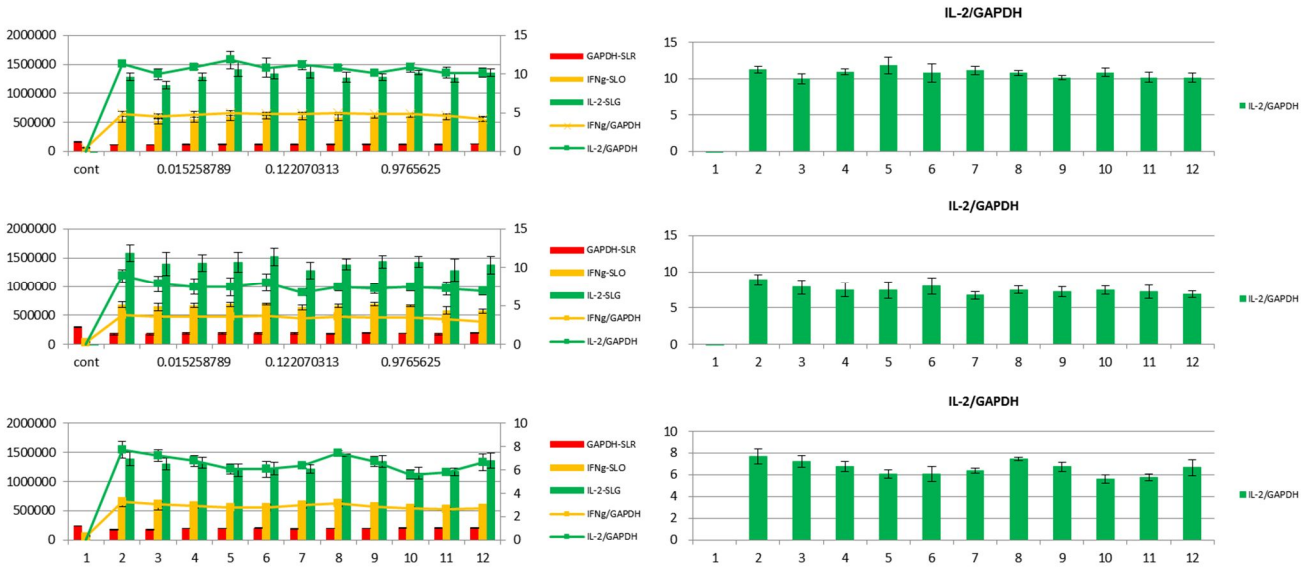 IL-2/GAPDH
2000000
1500000
1000000
500000
0
15
10
5
0
cont 0.015258789 0.122070313 0.9765625
GAPDH-SLR
IFNg-SLO
IL-2-SLG
IFNg/GAPDH
IL-2/GAPDH
15
10
5
0
1 2 3 4 5 6 7 8 9 10 11 12
IL-2/GAPDH
IL-2/GAPDH
2000000
1500000
1000000
500000
0
15
10
5
0
cont 0.015258789 0.122070313 0.9765625
GAPDH-SLR
IFNg-SLO
IL-2-SLG
IFNg/GAPDH
IL-2/GAPDH
15
10
5
0
1 2 3 4 5 6 7 8 9 10 11 12
IL-2/GAPDH
IL-2/GAPDH
2000000
1500000
1000000
500000
0
10
8
6
4
2
0
1 2 3 4 5 6 7 8 9 10 11 12
GAPDH-SLR
IFNg-SLO
IL-2-SLG
IFNg/GAPDH
IL-2/GAPDH
10
8
6
4
2
0
1 2 3 4 5 6 7 8 9 10 11 12
IL-2/GAPDH